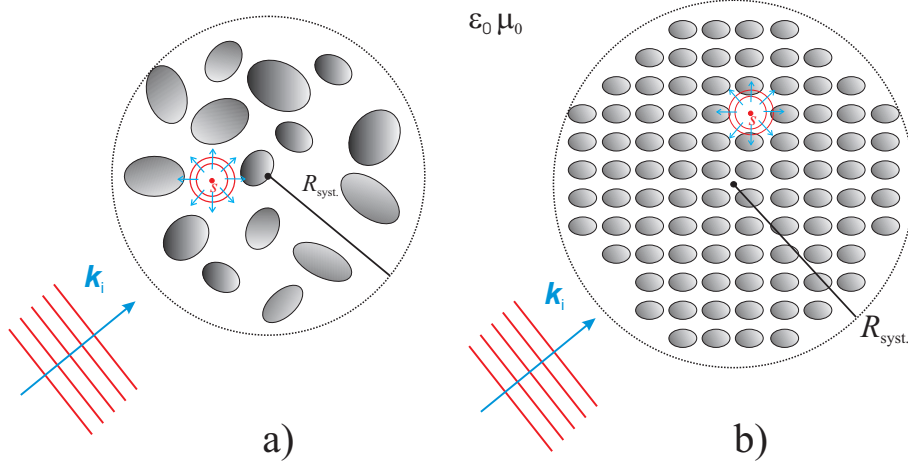 ε₀ μ₀
s
R_syst.
k_i
a)
s
k_i
R_syst.
b)